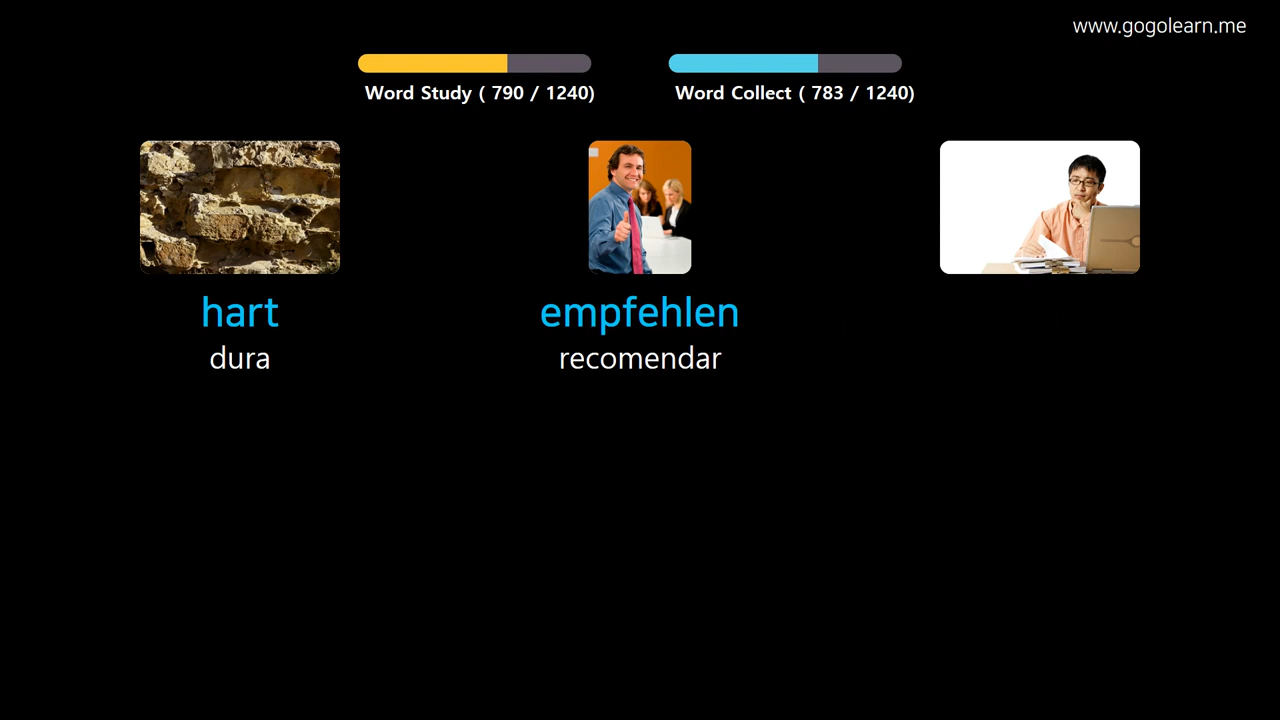 www.gogolearn.me
Word Study ( 790 / 1240)
Word Collect ( 783 / 1240)
hart
dura
empfehlen
recomendar